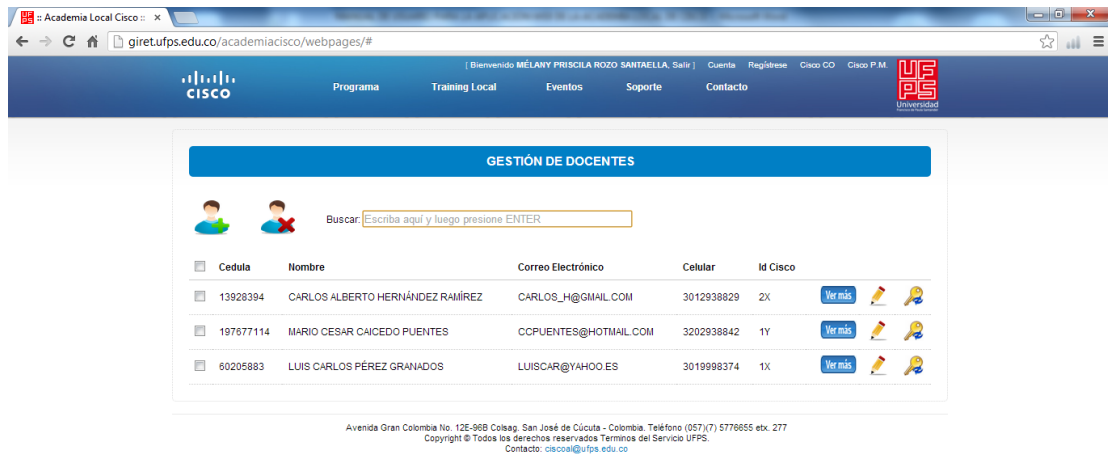 :: Academia Local Cisco ::
giret.ufps.edu.co/academiacisco/webpages/#
[ Bienvenido MÉLANY PRISCILA ROZO SANTAELLA, Salir ] Cuenta Regístrese Cisco CO Cisco P.M.
CISCO
Programa Training Local Eventos Soporte Contacto
UFPS
Universidad
GESTIÓN DE DOCENTES
Buscar: Escriba aquí y luego presione ENTER
Cedula Nombre Correo Electrónico Celular Id Cisco
13928394 CARLOS ALBERTO HERNÁNDEZ RAMÍREZ CARLOS_H@GMAIL.COM 3012938829 2X Ver más
197677114 MARIO CESAR CAICEDO PUENTES CCPUENTES@HOTMAIL.COM 3202938842 1Y Ver más
60205883 LUIS CARLOS PÉREZ GRANADOS LUISCAR@YAHOO.ES 3019998374 1X Ver más
Avenida Gran Colombia No. 12E-96B Colsag. San José de Cúcuta - Colombia. Teléfono (057)(7) 5776655 etx. 277
Copyright © Todos los derechos reservados Terminos del Servicio UFPS.
Contacto: ciscoal@ufps.edu.co